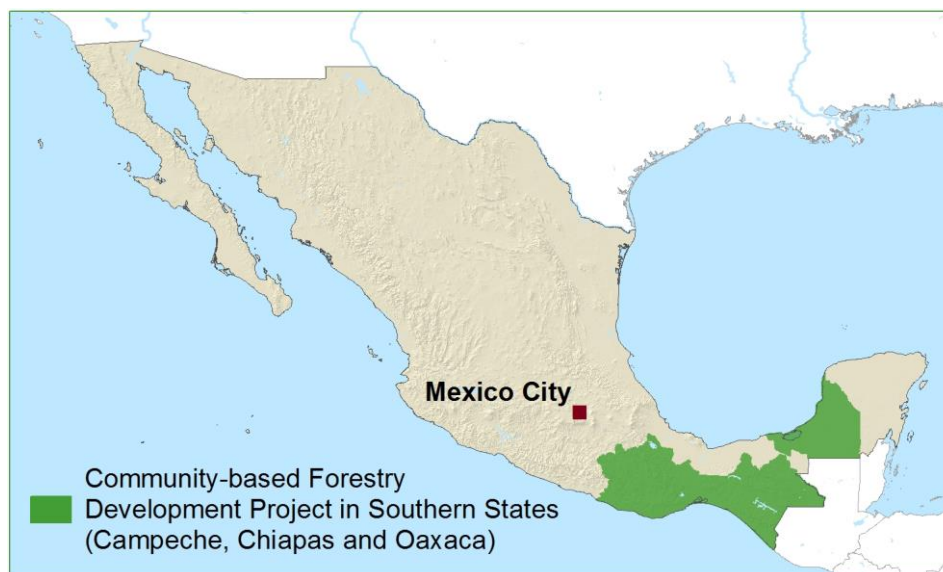 Mexico City
Community-based Forestry
Development Project in Southern States
(Campeche, Chiapas and Oaxaca)